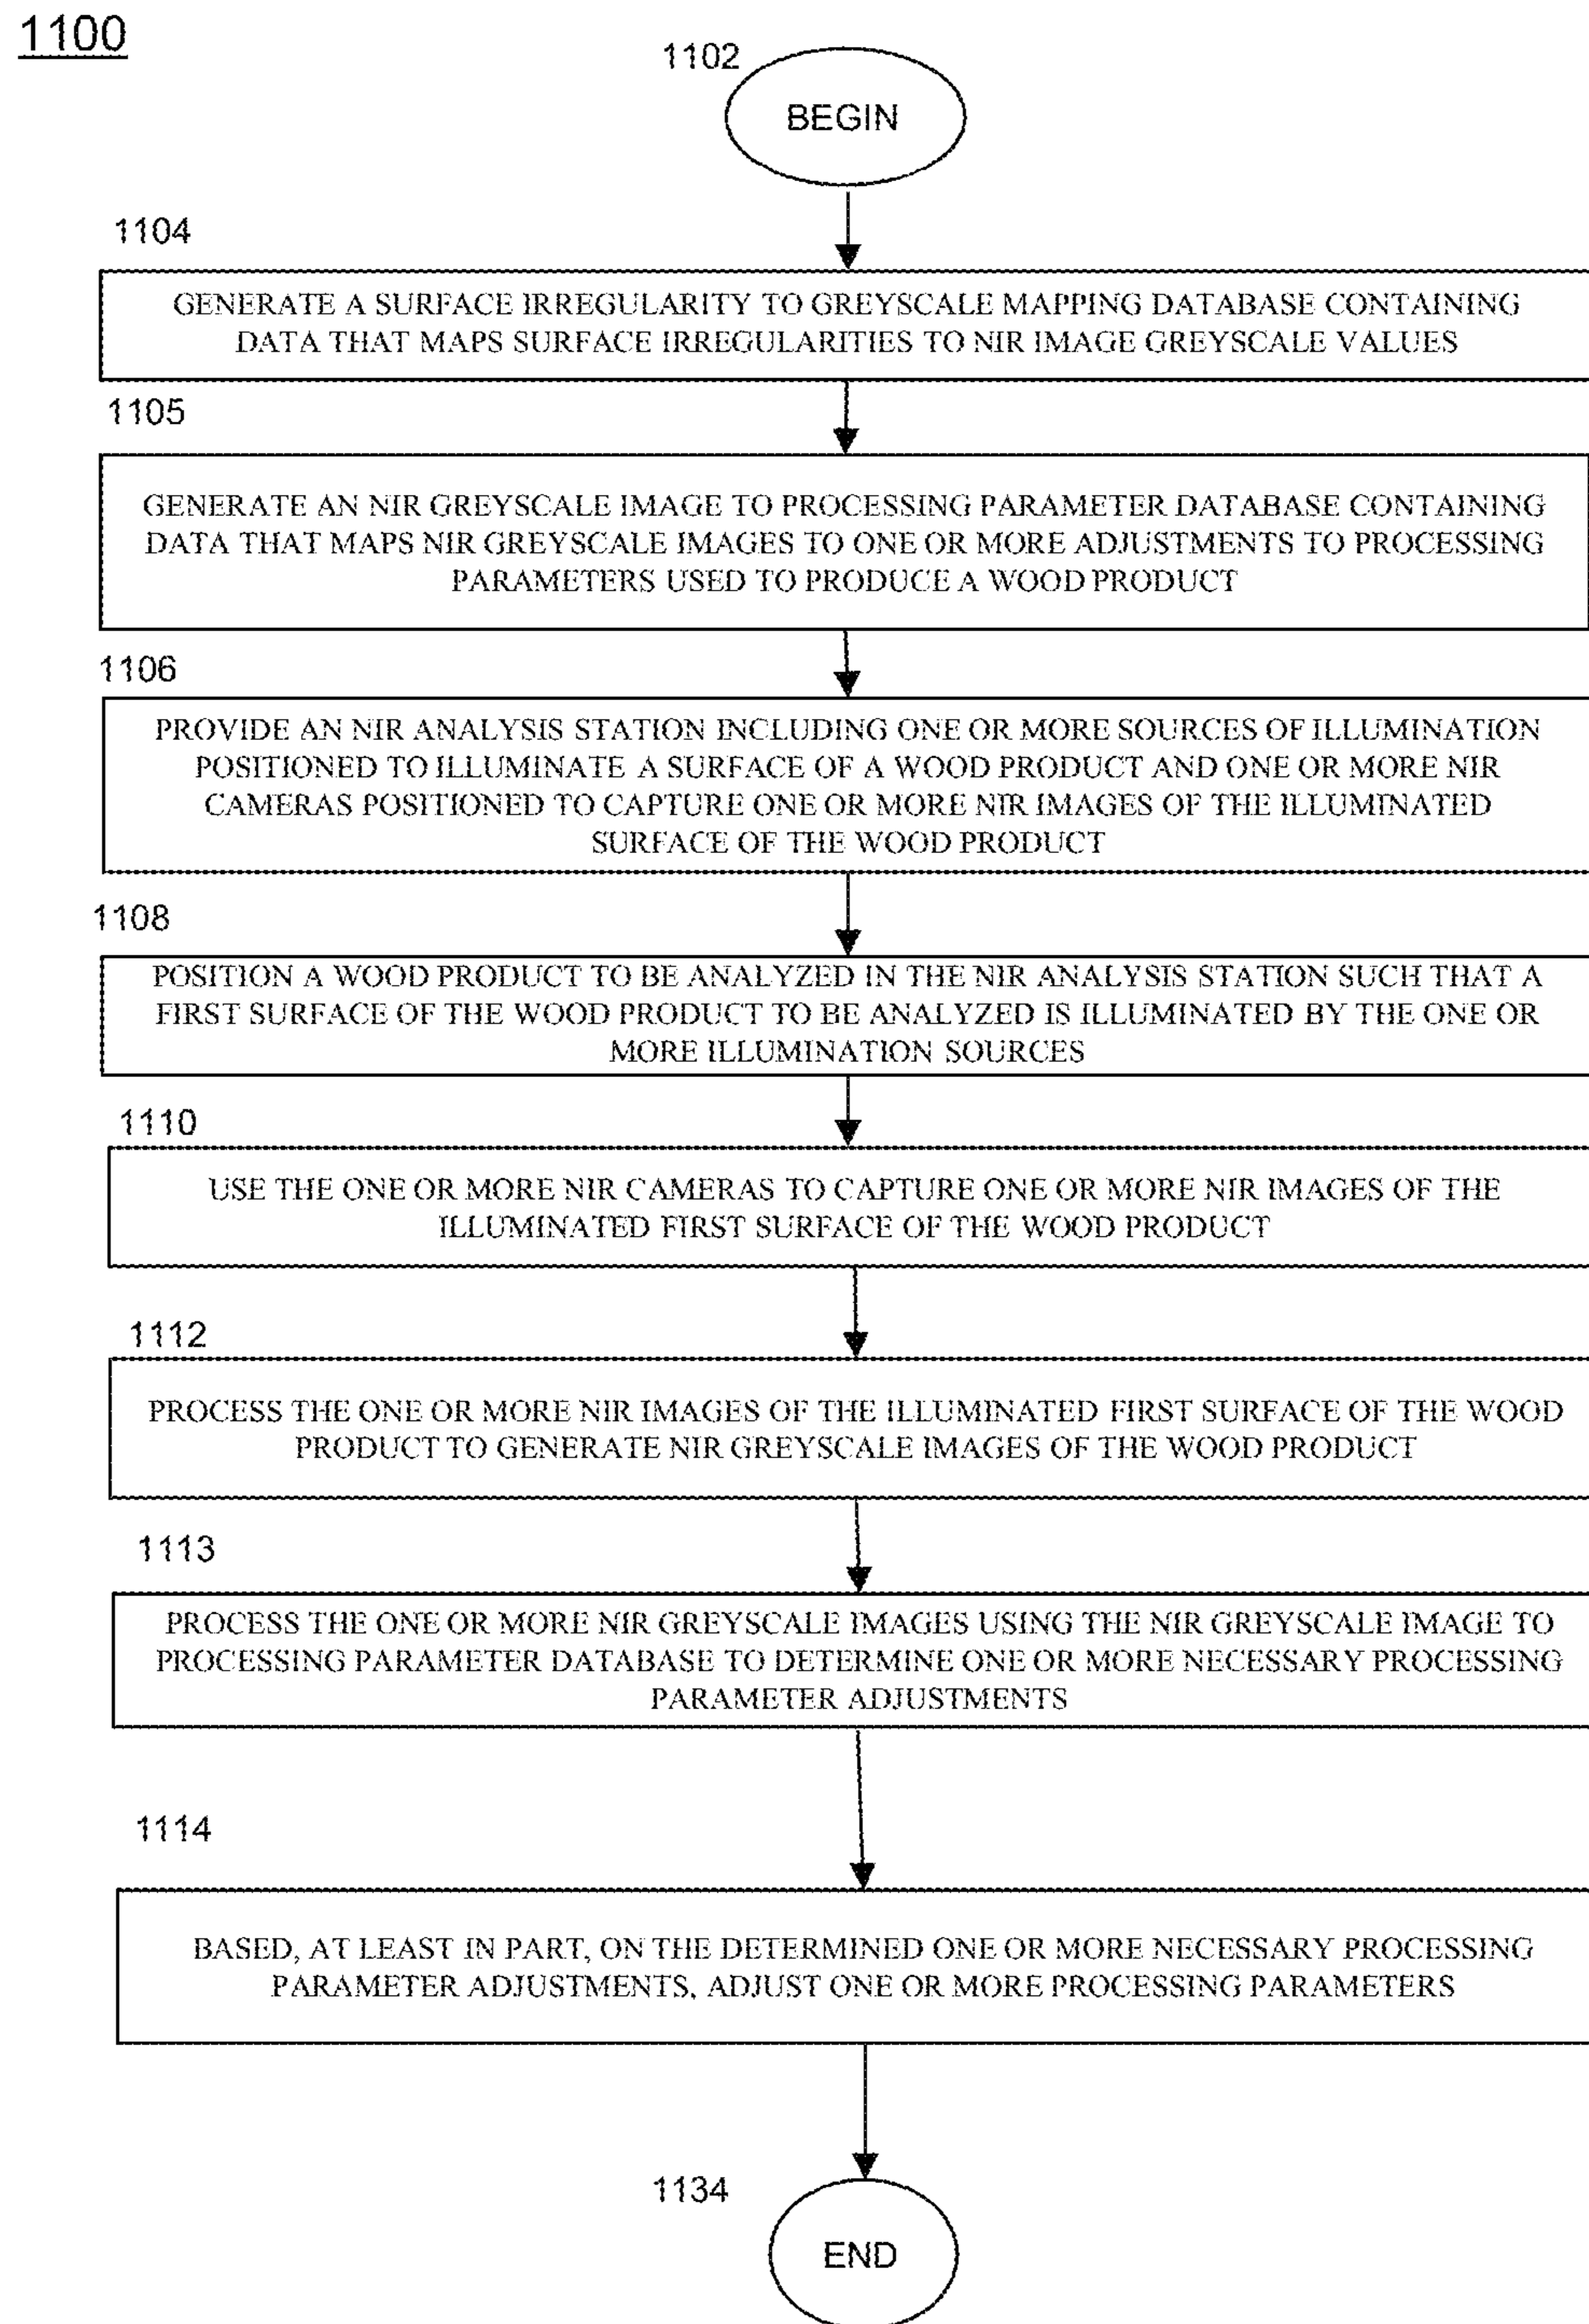 1100
1102
BEGIN
1104
GENERATE A SURFACE IRREGULARITY TO GREYSCALE MAPPING DATABASE CONTAINING
DATA THAT MAPS SURFACE IRREGULARITIES TO NIR IMAGE GREYSCALE VALUES
1105
GENERATE AN NIR GREYSCALE IMAGE TO PROCESSING PARAMETER DATABASE CONTAINING
DATA THAT MAPS NIR GREYSCALE IMAGES TO ONE OR MORE ADJUSTMENTS TO PROCESSING
PARAMETERS USED TO PRODUCE A WOOD PRODUCT
1106
PROVIDE AN NIR ANALYSIS STATION INCLUDING ONE OR MORE SOURCES OF ILLUMINATION
POSITIONED TO ILLUMINATE A SURFACE OF A WOOD PRODUCT AND ONE OR MORE NIR
CAMERAS POSITIONED TO CAPTURE ONE OR MORE NIR IMAGES OF THE ILLUMINATED
SURFACE OF THE WOOD PRODUCT
1108
POSITION A WOOD PRODUCT TO BE ANALYZED IN THE NIR ANALYSIS STATION SUCH THAT A
FIRST SURFACE OF THE WOOD PRODUCT TO BE ANALYZED IS ILLUMINATED BY THE ONE OR
MORE ILLUMINATION SOURCES
1110
USE THE ONE OR MORE NIR CAMERAS TO CAPTURE ONE OR MORE NIR IMAGES OF THE
ILLUMINATED FIRST SURFACE OF THE WOOD PRODUCT
1112
PROCESS THE ONE OR MORE NIR IMAGES OF THE ILLUMINATED FIRST SURFACE OF THE WOOD
PRODUCT TO GENERATE NIR GREYSCALE IMAGES OF THE WOOD PRODUCT
1113
PROCESS THE ONE OR MORE NIR GREYSCALE IMAGES USING THE NIR GREYSCALE IMAGE TO
PROCESSING PARAMETER DATABASE TO DETERMINE ONE OR MORE NECESSARY PROCESSING
PARAMETER ADJUSTMENTS
1114
BASED, AT LEAST IN PART, ON THE DETERMINED ONE OR MORE NECESSARY PROCESSING
PARAMETER ADJUSTMENTS, ADJUST ONE OR MORE PROCESSING PARAMETERS
1134
END